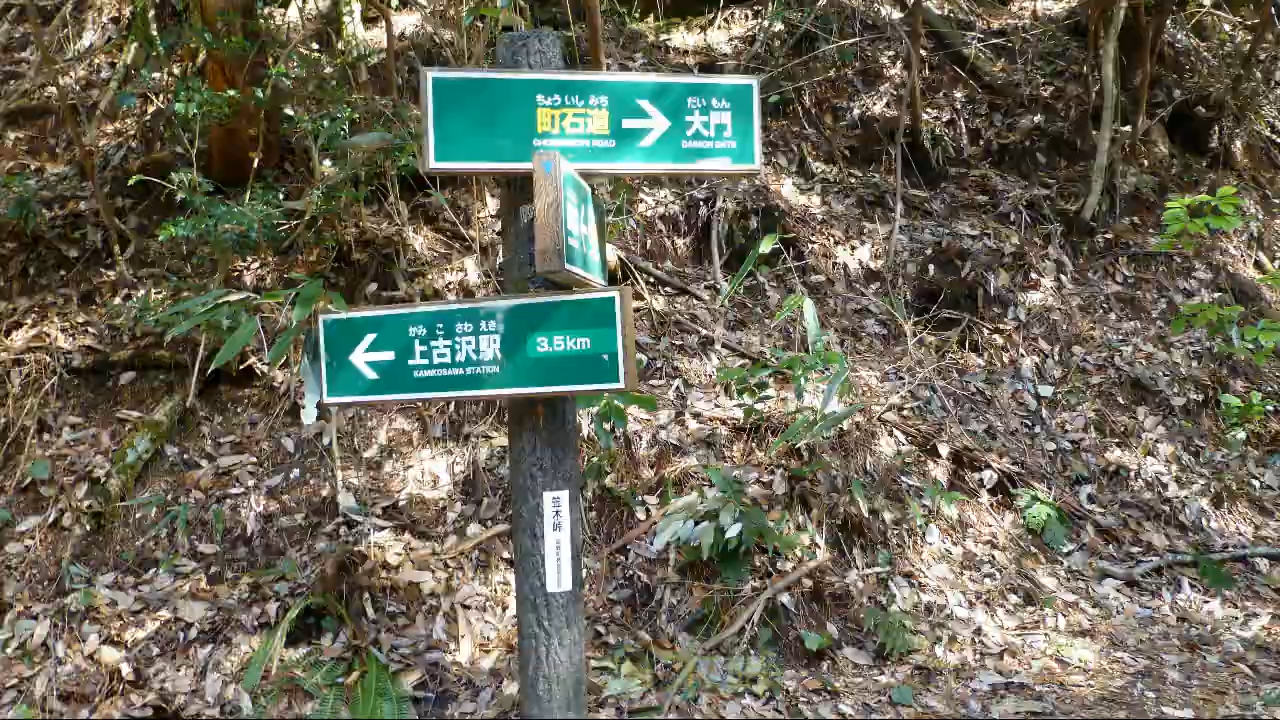 ちょう いし みち
町石道
CHOISHIMICHI ROAD
だい もん
大門
DAIMON GATE
かみ こ さわ えき
上古沢駅
KAMIKOSAWA STATION
3.5km
笠木峠